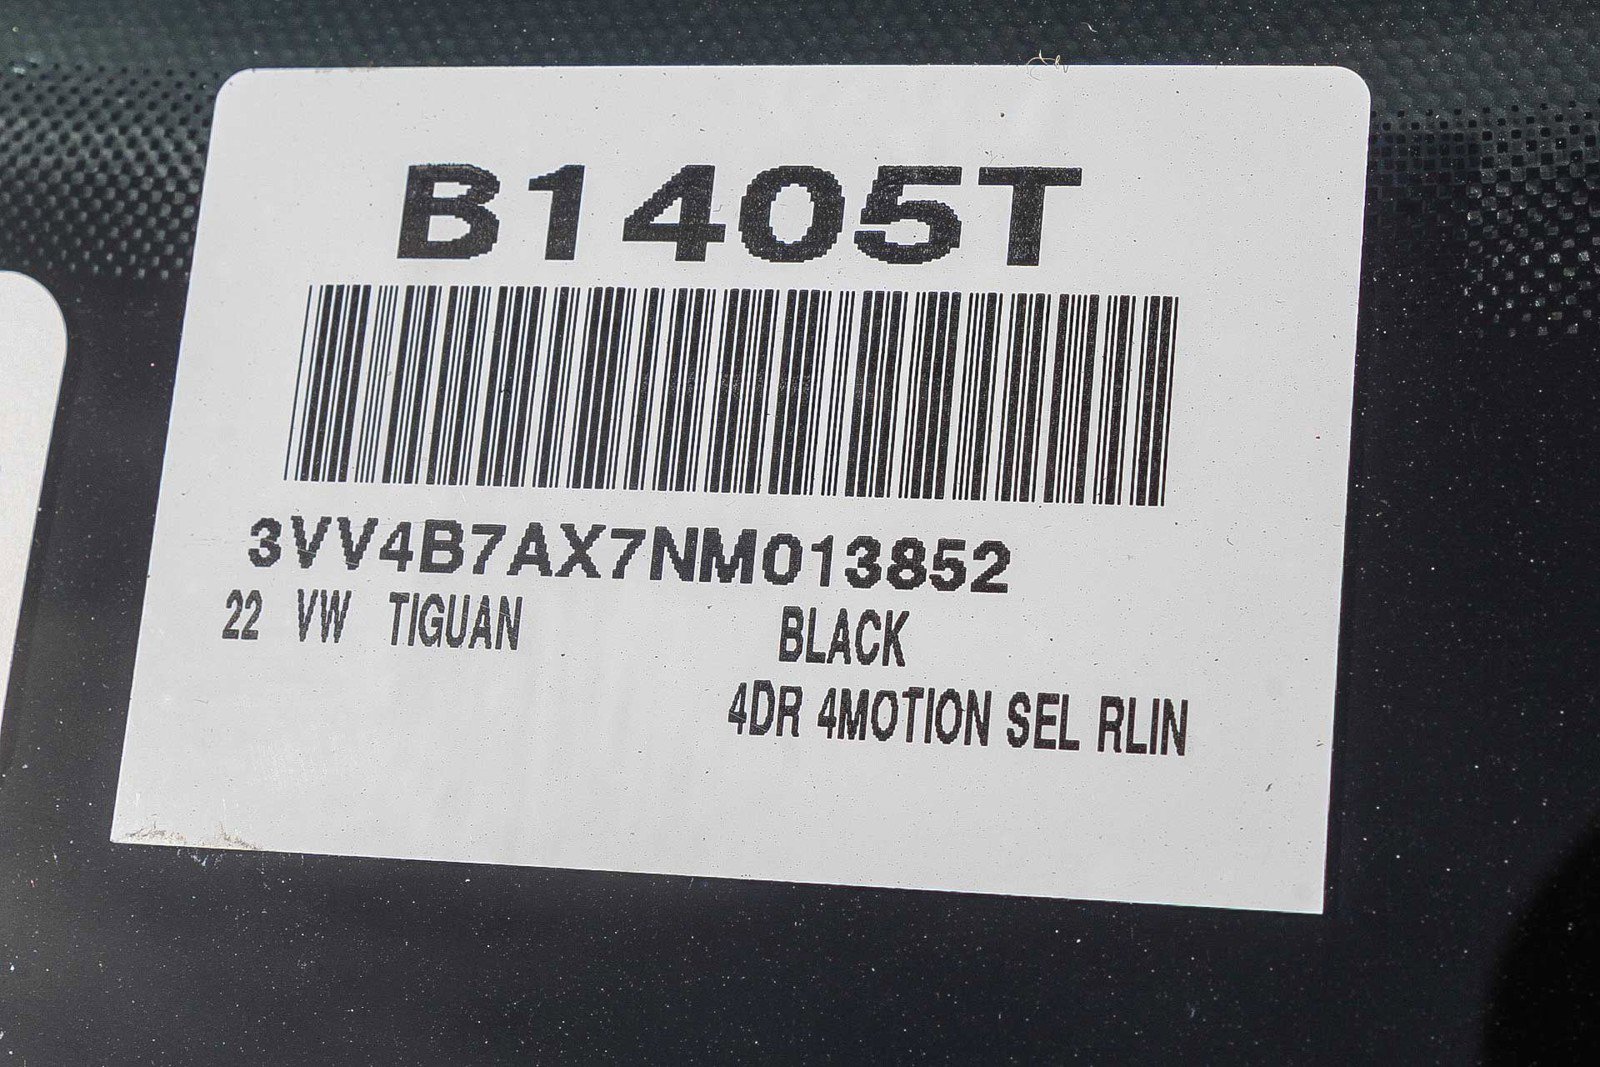 B1405T
3VV4B7AX7NM013852
22 VW TIGUAN BLACK
4DR 4MOTION SEL RLIN